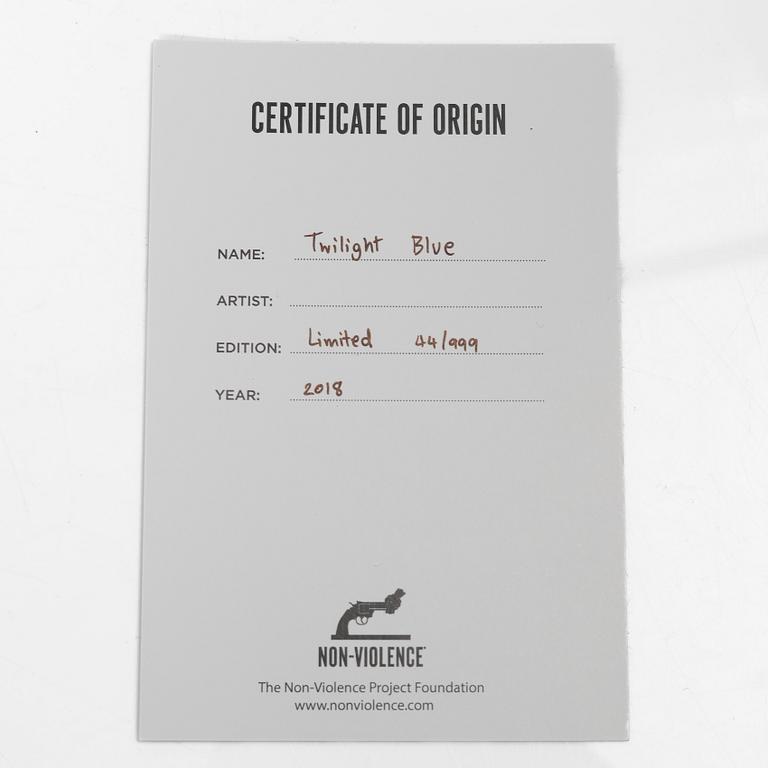 CERTIFICATE OF ORIGIN
NAME: Twilight Blue
ARTIST:
EDITION: Limited 44/999
YEAR: 2018
NON-VIOLENCE
The Non-Violence Project Foundation
www.nonviolence.com